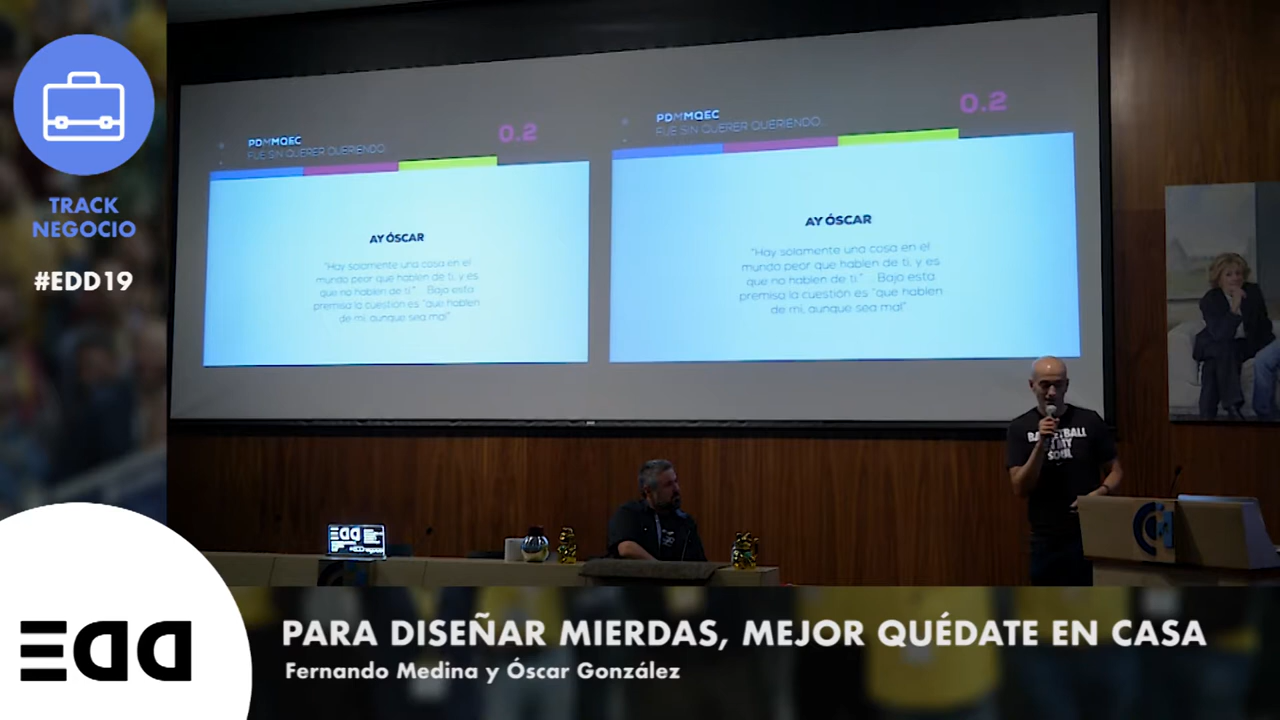 TRACK
NEGOCIO
#EDD19
PDMMQEC
FUE SIN QUERER QUERIENDO...
0.2
AY ÓSCAR
"Hay solamente una cosa en el
mundo peor que hablen de ti, y es
que no hablen de ti." Bajo esta
premisa la cuestión es "que hablen
de mi, aunque sea mal"
PDMMQEC
FUE SIN QUERER QUERIENDO...
0.2
AY ÓSCAR
"Hay solamente una cosa en el
mundo peor que hablen de ti, y es
que no hablen de ti." Bajo esta
premisa la cuestión es "que hablen
de mi, aunque sea mal"
BASKETBALL
MY
SOUL
EDD
EDD
PARA DISEÑAR MIERDAS, MEJOR QUÉDATE EN CASA
Fernando Medina y Óscar González